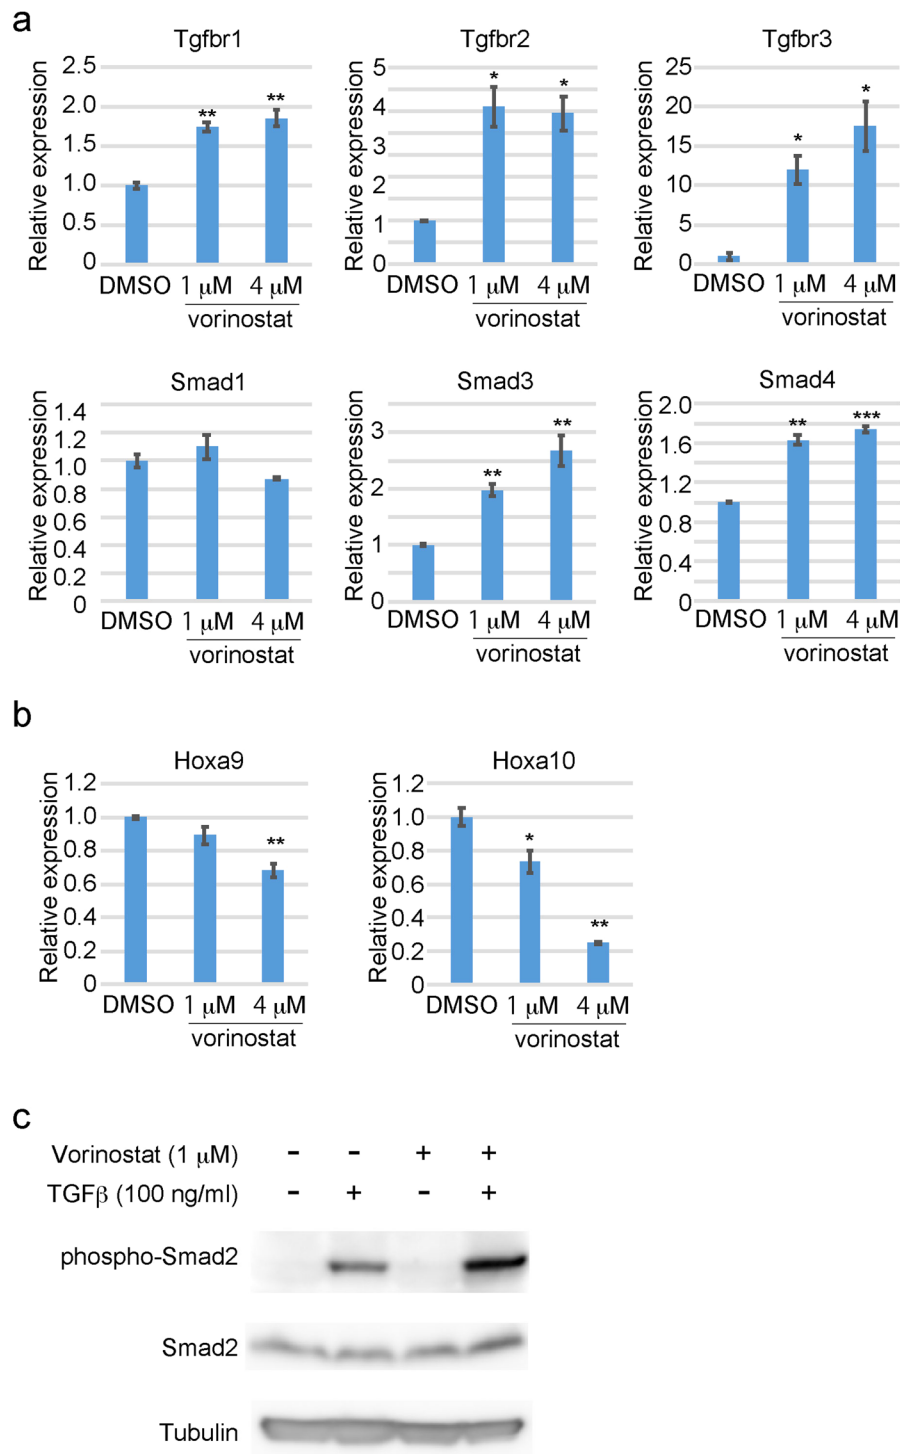 a
Tgfbr1
Tgfbr2
Tgfbr3
Relative expression
2.5
2.0
1.5
1.0
0.5
0
** **
DMSO 1 μM 4 μM
vorinostat
Relative expression
5
4
3
2
1
0
* *
DMSO 1 μM 4 μM
vorinostat
Relative expression
25
20
15
10
5
0
* *
DMSO 1 μM 4 μM
vorinostat
Smad1
Smad3
Smad4
Relative expression
1.4
1.2
1.0
0.8
0.6
0.4
0.2
0
DMSO 1 μM 4 μM
vorinostat
Relative expression
3
2
1
0
** **
DMSO 1 μM 4 μM
vorinostat
Relative expression
2.0
1.6
1.2
0.8
0.4
0
** ***
DMSO 1 μM 4 μM
vorinostat
b
Hoxa9
Hoxa10
Relative expression
1.2
1.0
0.8
0.6
0.4
0.2
0
**
DMSO 1 μM 4 μM
vorinostat
Relative expression
1.2
1.0
0.8
0.6
0.4
0.2
0
* **
DMSO 1 μM 4 μM
vorinostat
c
Vorinostat (1 μM) - - + +
TGFβ (100 ng/ml) - + - +
phospho-Smad2
Smad2
Tubulin